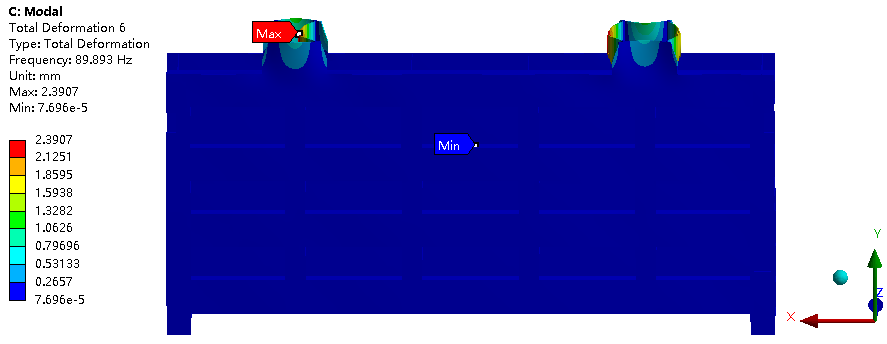 C: Modal
Total Deformation 6
Type: Total Deformation
Frequency: 89.893 Hz
Unit: mm
Max: 2.3907
Min: 7.696e-5
2.3907
2.1251
1.8595
1.5938
1.3282
1.0626
0.79696
0.53133
0.2657
7.696e-5
Max
Min
Y
Z
X